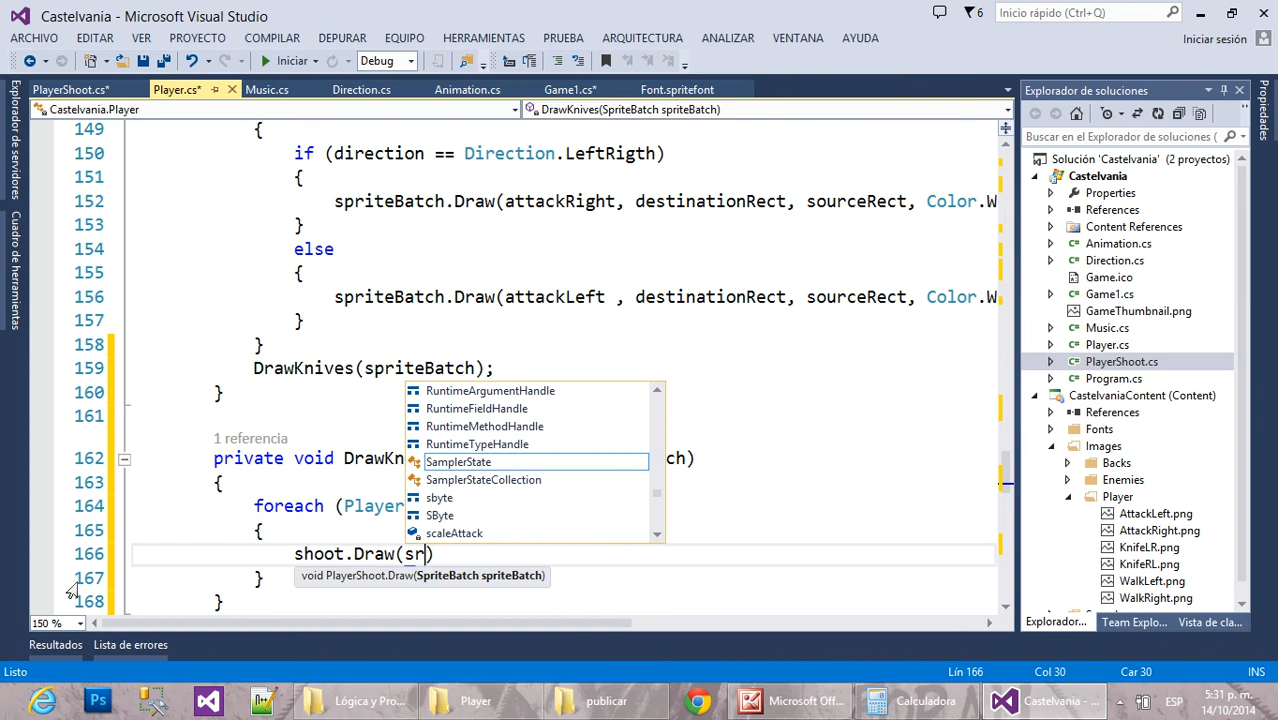 Castelvania - Microsoft Visual Studio
6
Inicio rápido (Ctrl+Q)
ARCHIVO EDITAR VER PROYECTO COMPILAR DEPURAR EQUIPO HERRAMIENTAS PRUEBA ARQUITECTURA ANALIZAR VENTANA AYUDA
Iniciar sesión
Iniciar
Debug
PlayerShoot.cs* Player.cs* Music.cs Direction.cs Animation.cs Game1.cs* Font.spritefont
Castelvania.Player
DrawKnives(SpriteBatch spriteBatch)
Explorador de servidores
Cuadro de herramientas
149 {
150 if (direction == Direction.LeftRigth)
151 {
152 spriteBatch.Draw(attackRight, destinationRect, sourceRect, Color.W
153 }
154 else
155 {
156 spriteBatch.Draw(attackLeft , destinationRect, sourceRect, Color.W
157 }
158 }
159 DrawKnives(spriteBatch);
160 }
161
1 referencia
162 private void DrawKn ch)
163 {
164 foreach (Player
165 {
166 shoot.Draw(sr)
167 }
168 }
RuntimeArgumentHandle
RuntimeFieldHandle
RuntimeMethodHandle
RuntimeTypeHandle
SamplerState
SamplerStateCollection
sbyte
SByte
scaleAttack
void PlayerShoot.Draw(SpriteBatch spriteBatch)
150 %
Explorador de soluciones
Buscar en el Explorador de soluciones (
Solución 'Castelvania' (2 proyectos)
Castelvania
Properties
References
Content References
Animation.cs
Direction.cs
Game.ico
Game1.cs
GameThumbnail.png
Music.cs
Player.cs
PlayerShoot.cs
Program.cs
CastelvaniaContent (Content)
References
Fonts
Images
Backs
Enemies
Player
AttackLeft.png
AttackRight.png
KnifeLR.png
KnifeRL.png
WalkLeft.png
WalkRight.png
Explorador... Team Explo... Vista de cla...
Propiedades
Resultados Lista de errores
Listo
Lín 166 Col 30 Car 30 INS
Ps
Lógica y Pro... Player publicar Microsoft Off... Calculadora Castelvania - ...
ESP
5:31 p. m.
14/10/2014